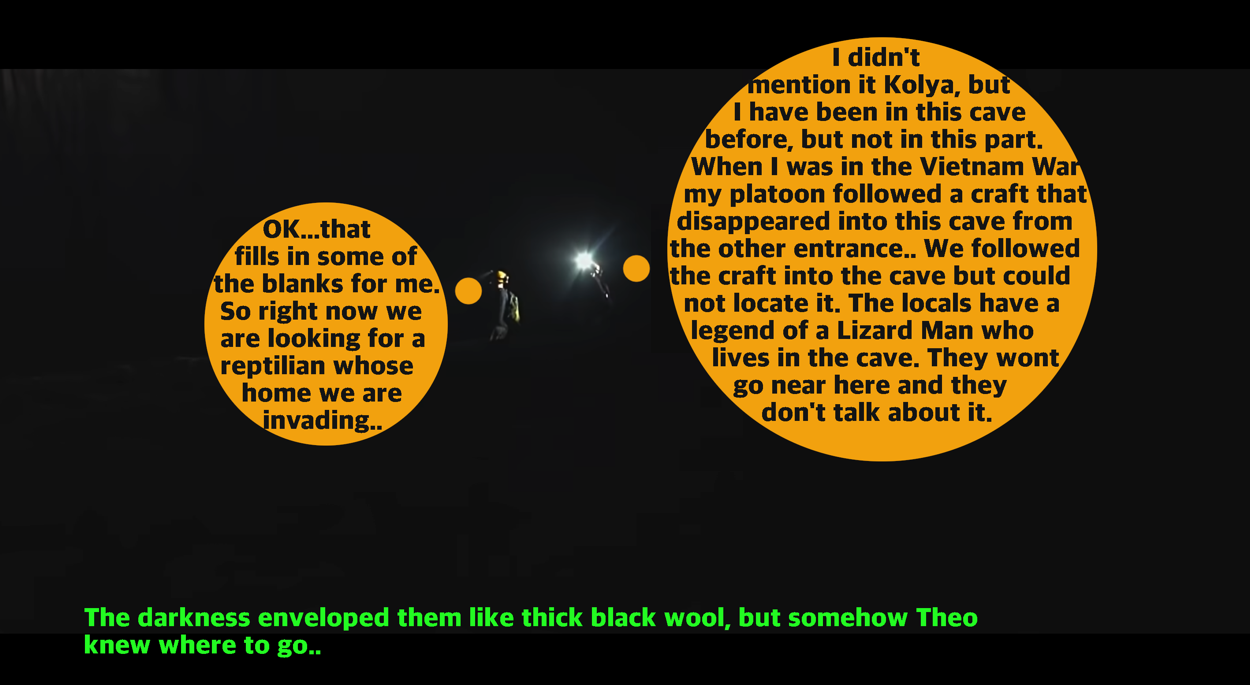 OK...that
fills in some of
the blanks for me.
So right now we
are looking for a
reptilian whose
home we are
invading..
I didn't
mention it Kolya, but
I have been in this cave
before, but not in this part.
When I was in the Vietnam War
my platoon followed a craft that
disappeared into this cave from
the other entrance.. We followed
the craft into the cave but could
not locate it. The locals have a
legend of a Lizard Man who
lives in the cave. They wont
go near here and they
don't talk about it.
The darkness enveloped them like thick black wool, but somehow Theo
knew where to go..